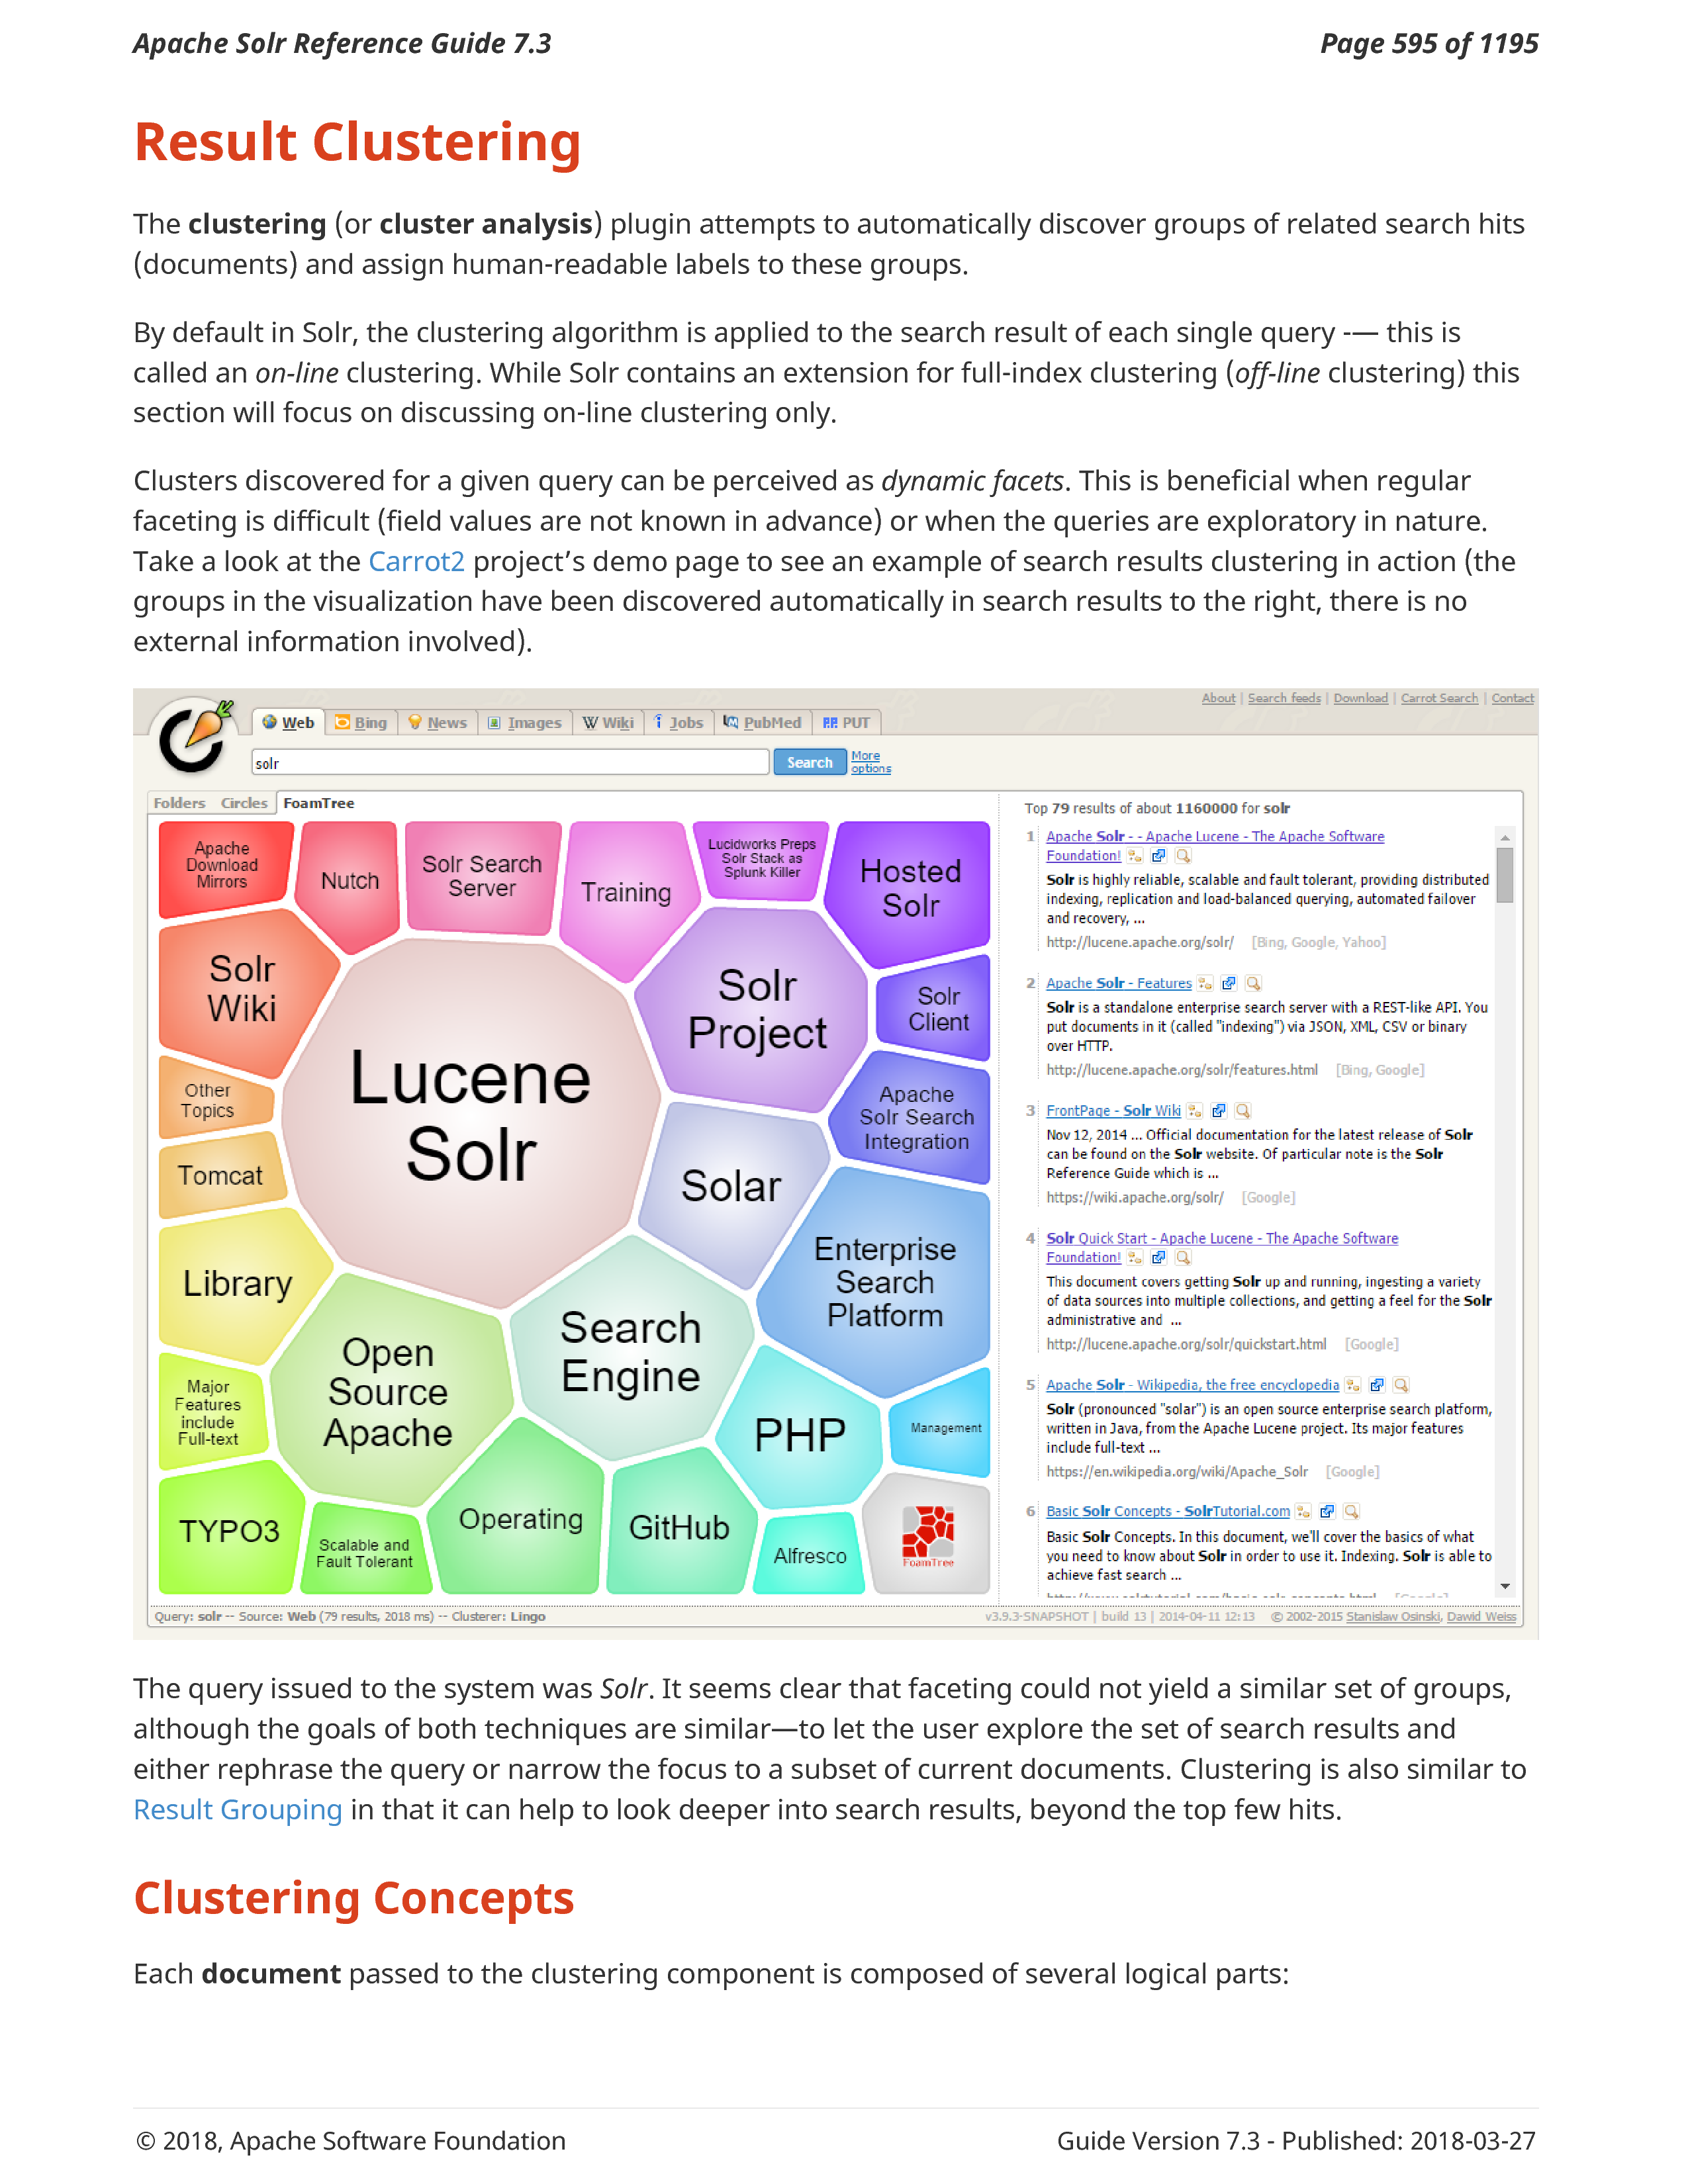 Apache Solr Reference Guide 7.3
Page 595 of 1195
Result Clustering
The clustering (or cluster analysis) plugin attempts to automatically discover groups of related search hits
(documents) and assign human-readable labels to these groups.
By default in Solr, the clustering algorithm is applied to the search result of each single query -— this is
called an on-line clustering. While Solr contains an extension for full-index clustering (off-line clustering) this
section will focus on discussing on-line clustering only.
Clusters discovered for a given query can be perceived as dynamic facets. This is beneficial when regular
faceting is difficult (field values are not known in advance) or when the queries are exploratory in nature.
Take a look at the Carrot2 project’s demo page to see an example of search results clustering in action (the
groups in the visualization have been discovered automatically in search results to the right, there is no
external information involved).
About | Search feeds | Download | Carrot Search | Contact
Web Bing News Images Wiki Jobs PubMed PUT
solr
Search
More
options
Folders Circles FoamTree
Apache
Download
Mirrors
Nutch
Solr Search
Server
Training
Lucidworks Preps
Solr Stack as
Splunk Killer
Hosted
Solr
Solr
Wiki
Solr
Project
Solr
Client
Lucene
Solr
Other
Topics
Apache
Solr Search
Integration
Tomcat
Solar
Library
Enterprise
Search
Platform
Search
Engine
Open
Source
Apache
Major
Features
include
Full-text
PHP
Management
TYPO3
Scalable and
Fault Tolerant
Operating
GitHub
Alfresco
FoamTree
Top 79 results of about 1160000 for solr
1 Apache Solr - - Apache Lucene - The Apache Software
Foundation!
Solr is highly reliable, scalable and fault tolerant, providing distributed
indexing, replication and load-balanced querying, automated failover
and recovery, ...
http://lucene.apache.org/solr/ [Bing, Google, Yahoo]
2 Apache Solr - Features
Solr is a standalone enterprise search server with a REST-like API. You
put documents in it (called "indexing") via JSON, XML, CSV or binary
over HTTP.
http://lucene.apache.org/solr/features.html [Bing, Google]
3 FrontPage - Solr Wiki
Nov 12, 2014 ... Official documentation for the latest release of Solr
can be found on the Solr website. Of particular note is the Solr
Reference Guide which is ...
https://wiki.apache.org/solr/ [Google]
4 Solr Quick Start - Apache Lucene - The Apache Software
Foundation!
This document covers getting Solr up and running, ingesting a variety
of data sources into multiple collections, and getting a feel for the Solr
administrative and ...
http://lucene.apache.org/solr/quickstart.html [Google]
5 Apache Solr - Wikipedia, the free encyclopedia
Solr (pronounced "solar") is an open source enterprise search platform,
written in Java, from the Apache Lucene project. Its major features
include full-text ...
https://en.wikipedia.org/wiki/Apache_Solr [Google]
6 Basic Solr Concepts - SolrTutorial.com
Basic Solr Concepts. In this document, we'll cover the basics of what
you need to know about Solr in order to use it. Indexing. Solr is able to
achieve fast search ...
Query: solr -- Source: Web (79 results, 2018 ms) -- Clusterer: Lingo
v3.9.3-SNAPSHOT | build 13 | 2014-04-11 12:13 © 2002-2015 Stanislaw Osinski, Dawid Weiss
The query issued to the system was Solr. It seems clear that faceting could not yield a similar set of groups,
although the goals of both techniques are similar—to let the user explore the set of search results and
either rephrase the query or narrow the focus to a subset of current documents. Clustering is also similar to
Result Grouping in that it can help to look deeper into search results, beyond the top few hits.
Clustering Concepts
Each document passed to the clustering component is composed of several logical parts:
© 2018, Apache Software Foundation
Guide Version 7.3 - Published: 2018-03-27